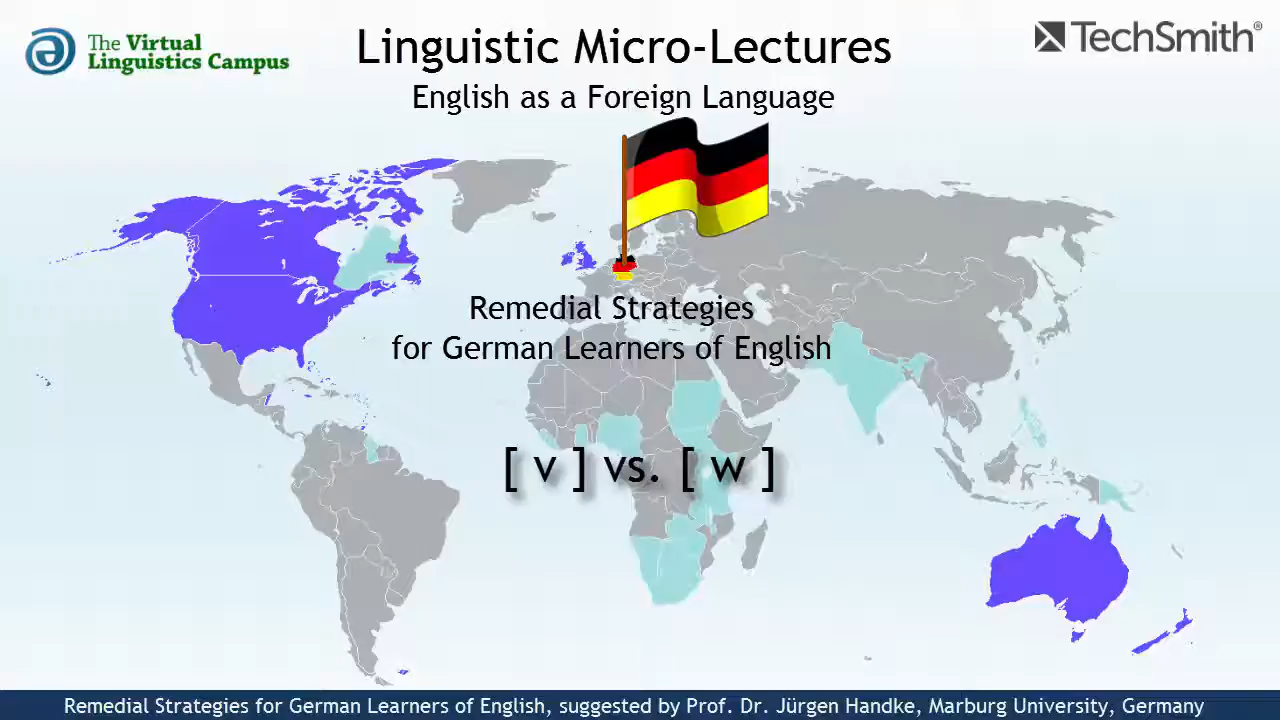 The Virtual
Linguistics Campus
Linguistic Micro-Lectures
TechSmith®
English as a Foreign Language
Remedial Strategies
for German Learners of English
[ v ] vs. [ w ]
Remedial Strategies for German Learners of English, suggested by Prof. Dr. Jürgen Handke, Marburg University, Germany